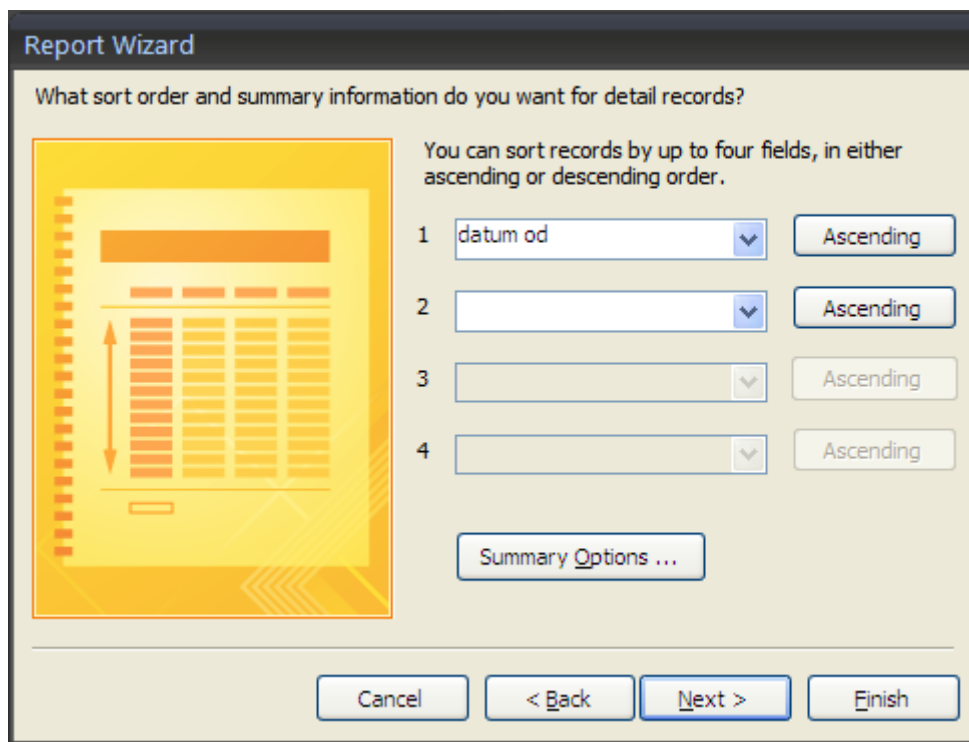 Report Wizard
What sort order and summary information do you want for detail records?
You can sort records by up to four fields, in either
ascending or descending order.
1 datum od Ascending
2 Ascending
3 Ascending
4 Ascending
Summary Options ...
Cancel < Back Next > Finish